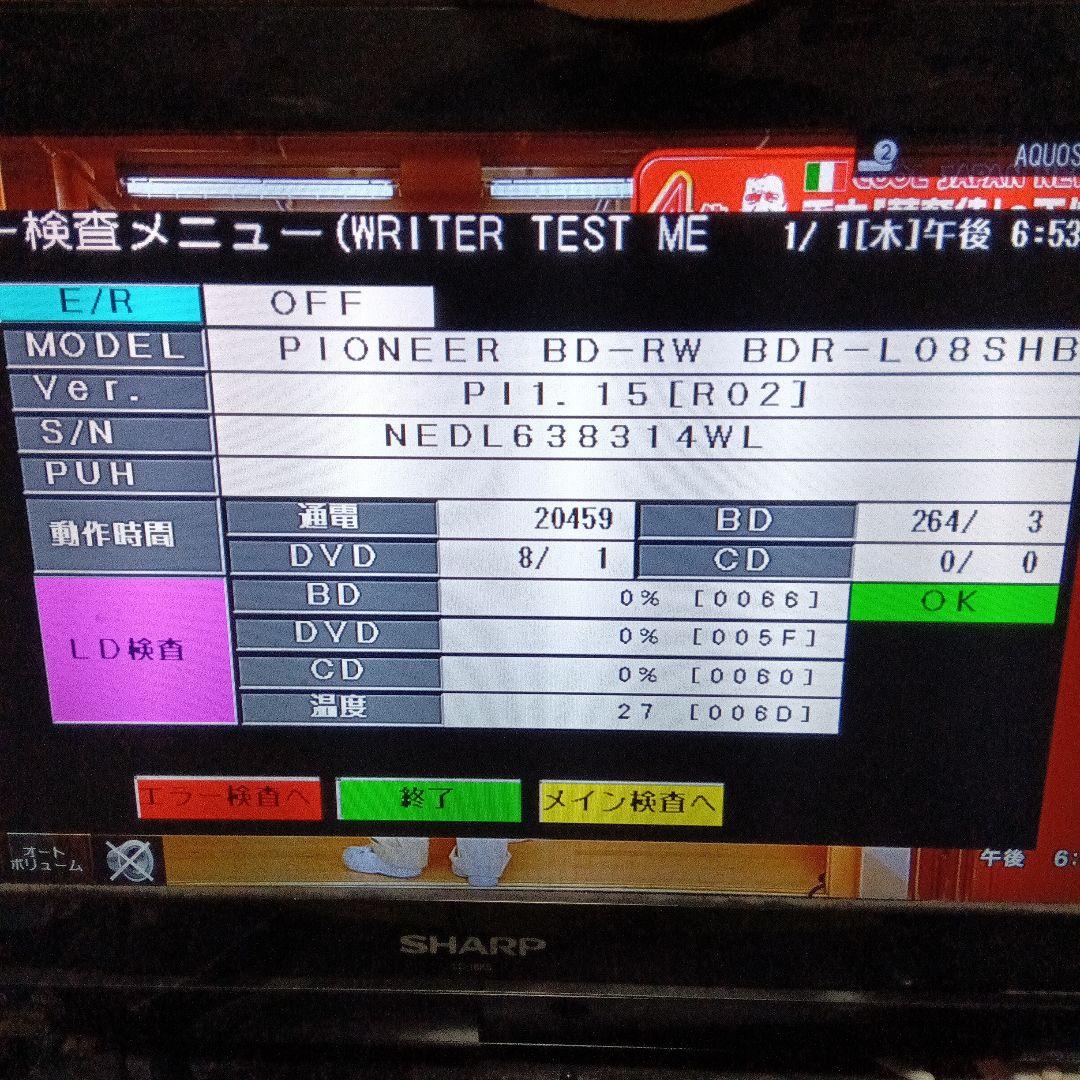 2 AQUOS
COOL JAPAN
ー検査メニュー(WRITER TEST ME 1/ 1[木]午後 6:53
E/R OFF
MODEL PIONEER BD-RW BDR-L08SHB
Ver. PI1.15[R02]
S/N NEDL638314WL
PUH
動作時間 通電 20459 BD 264/ 3
DVD 8/ 1 CD 0/ 0
LD検査 BD 0% [0066] OK
DVD 0% [005F]
CD 0% [0060]
温度 27 [006D]
エラー検査へ 終了 メイン検査へ
オート
ボリューム
午後 6:
SHARP